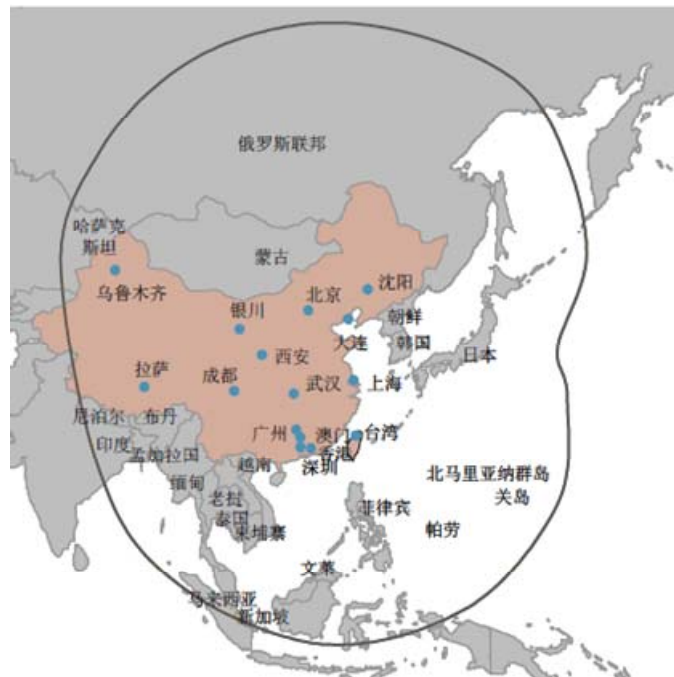 俄罗斯联邦
哈萨克
斯坦
蒙古
乌鲁木齐
沈阳
北京
银川
朝鲜
大连
韩国
日本
西安
拉萨
成都
武汉
上海
尼泊尔
布丹
广州
澳门
台湾
印度
孟加拉国
越南
香港
深圳
缅甸
北马里亚纳群岛
关岛
老挝
菲律宾
泰国
柬埔寨
帕劳
文莱
马来西亚
新加坡